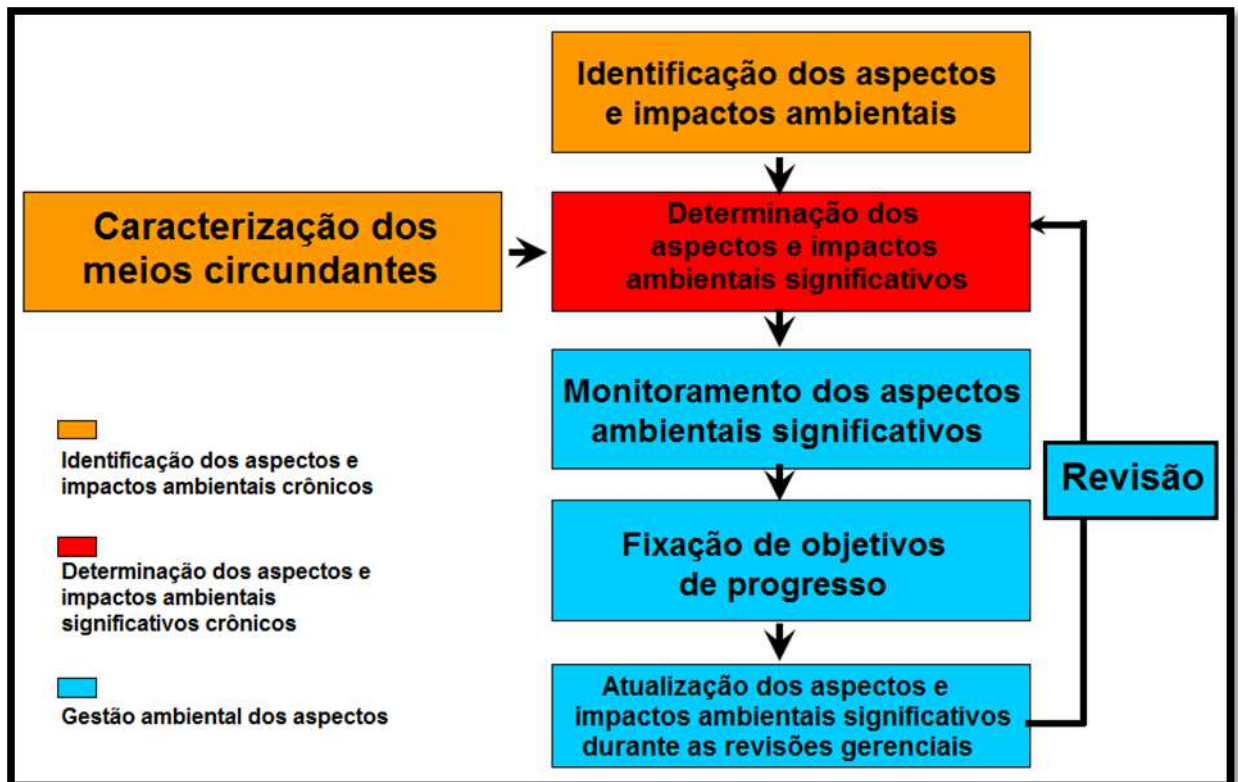 Identificação dos aspectos
e impactos ambientais
Caracterização dos
meios circundantes
Determinação dos
aspectos e impactos
ambientais significativos
Monitoramento dos aspectos
ambientais significativos
Revisão
Fixação de objetivos
de progresso
Atualização dos aspectos e
impactos ambientais significativos
durante as revisões gerenciais
Identificação dos aspectos e
impactos ambientais crônicos
Determinação dos aspectos e
impactos ambientais
significativos crônicos
Gestão ambiental dos aspectos